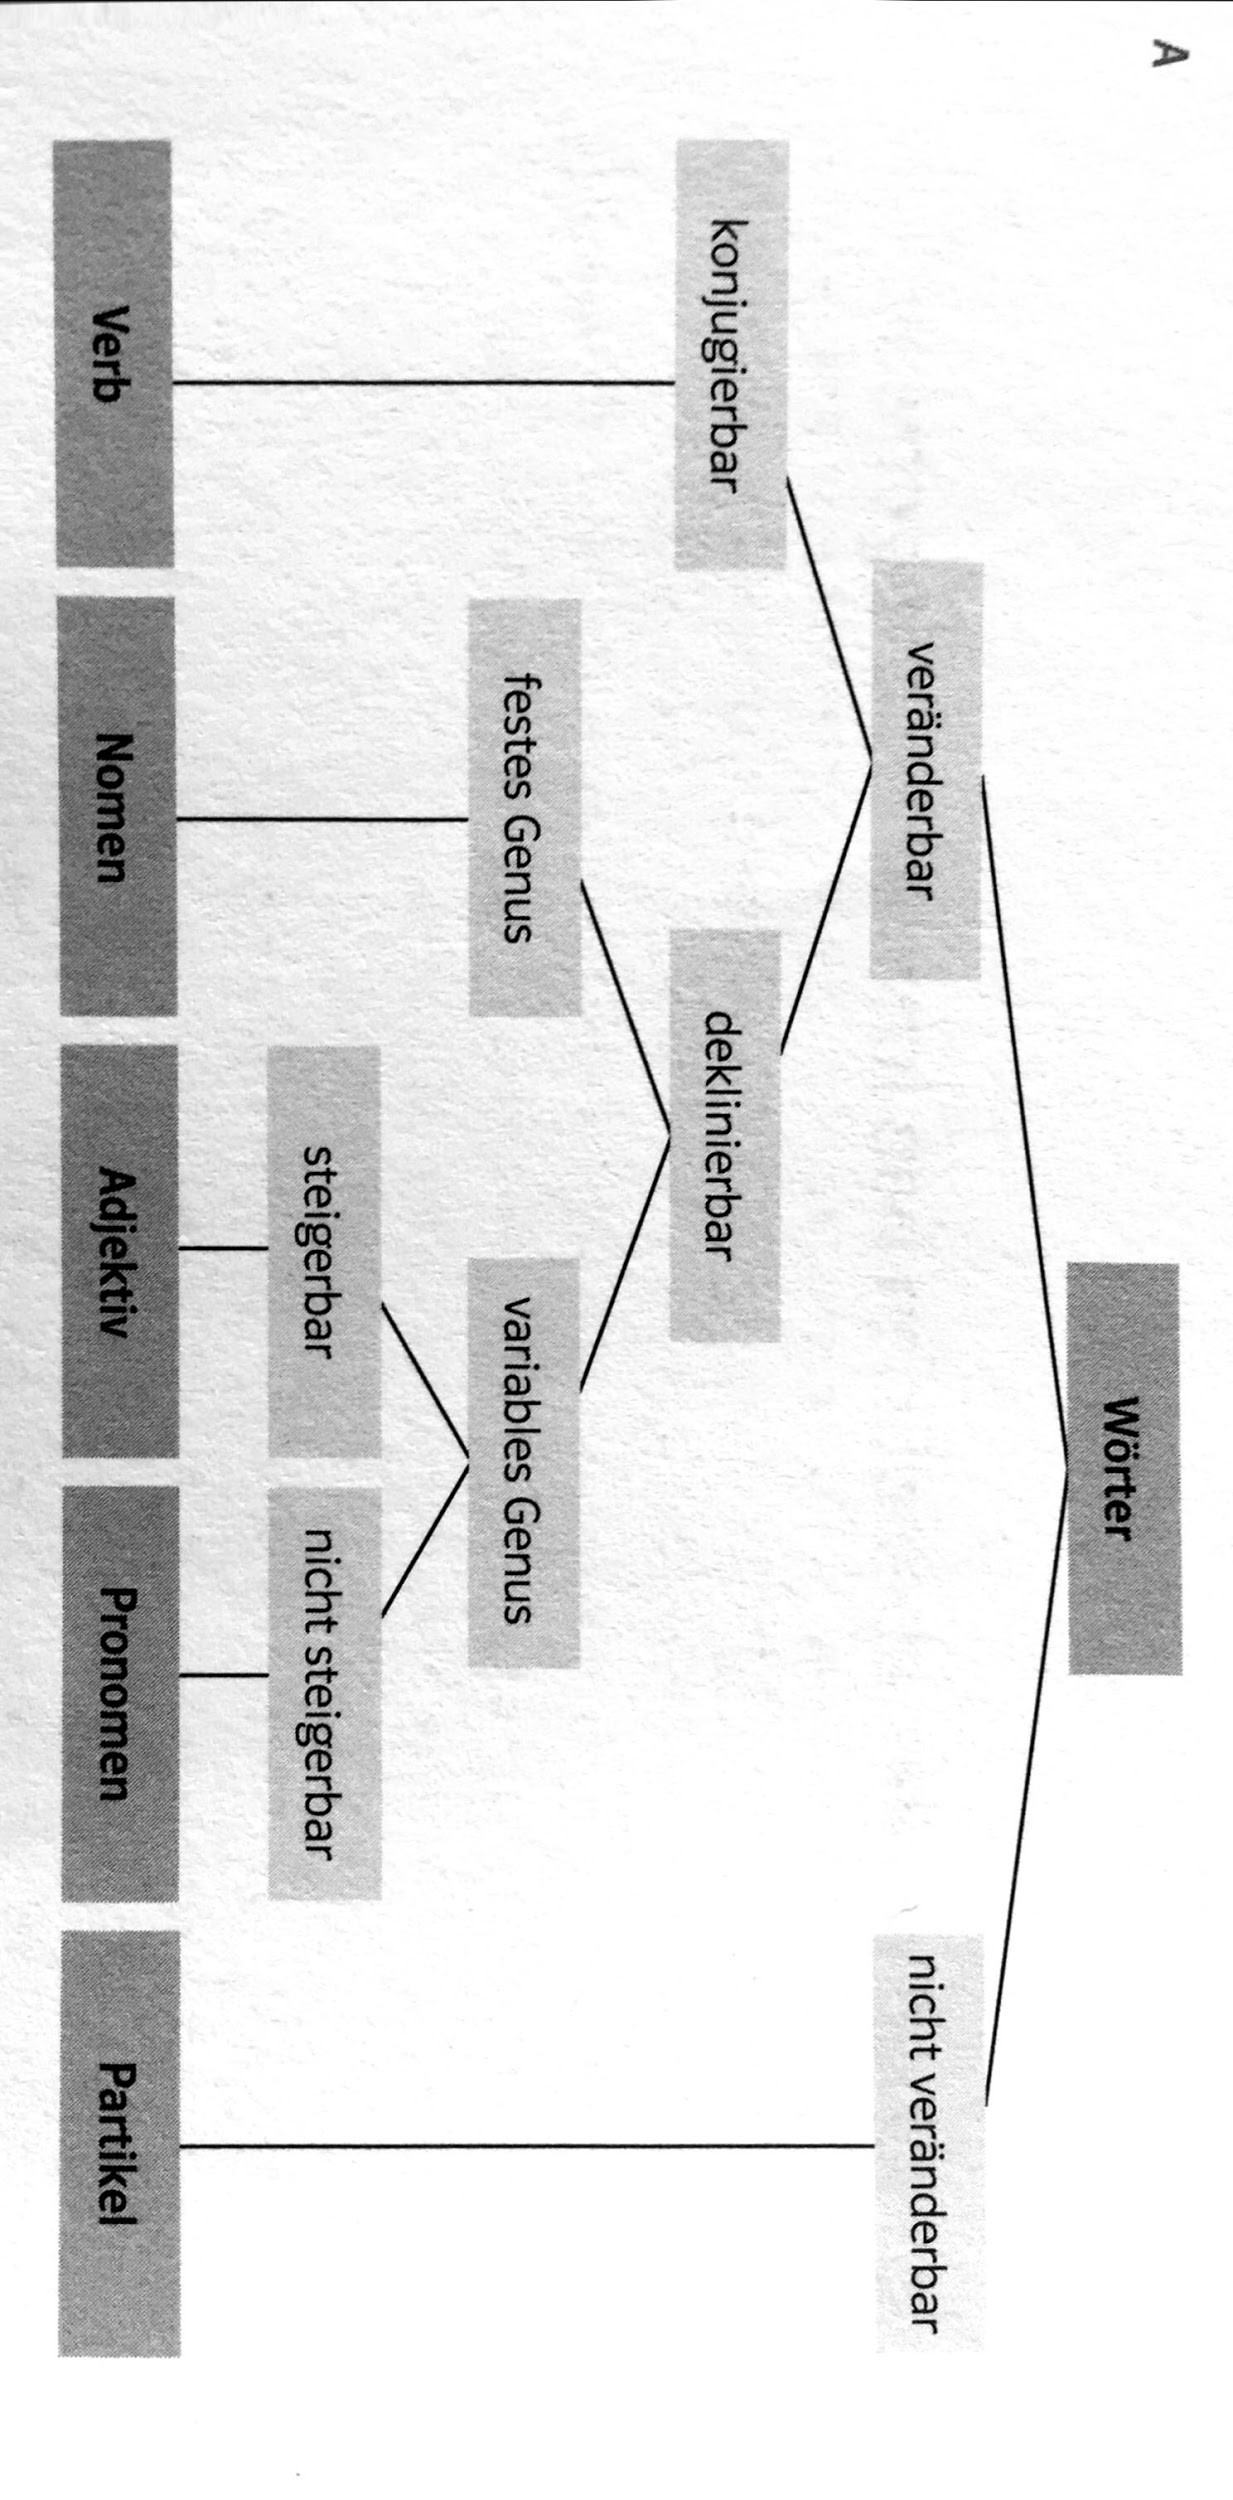 A
Wörter
veränderbar
nicht veränderbar
konjugierbar
deklinierbar
festes Genus
variables Genus
steigerbar
nicht steigerbar
Verb
Nomen
Adjektiv
Pronomen
Partikel